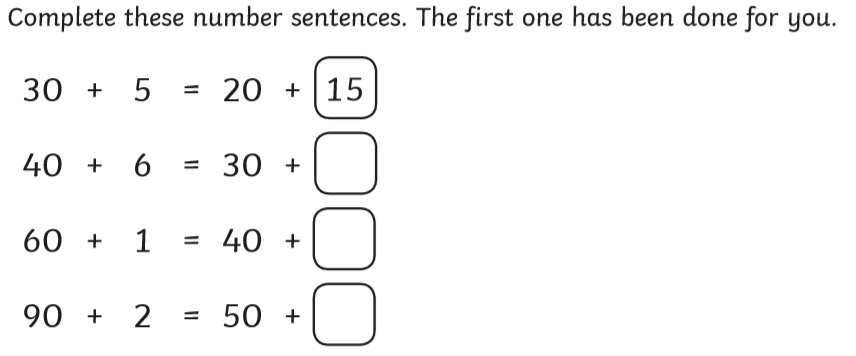 Complete these number sentences. The first one has been done for you.
30 + 5 = 20 + 15
40 + 6 = 30 +
60 + 1 = 40 +
90 + 2 = 50 +